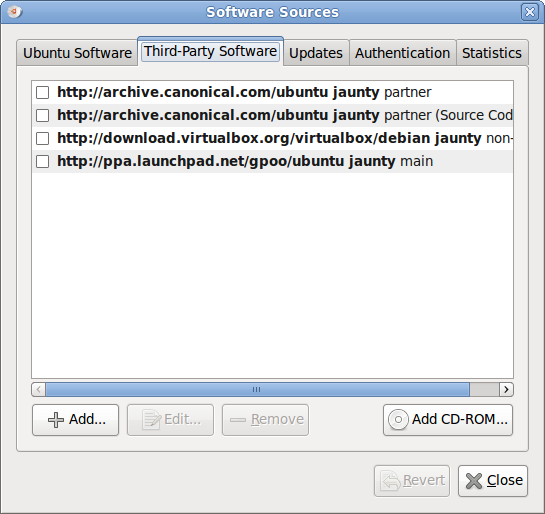 Software Sources
Ubuntu Software Third-Party Software Updates Authentication Statistics
http://archive.canonical.com/ubuntu jaunty partner
http://archive.canonical.com/ubuntu jaunty partner (Source Cod
http://download.virtualbox.org/virtualbox/debian jaunty non-
http://ppa.launchpad.net/gpoo/ubuntu jaunty main
Add... Edit... Remove Add CD-ROM...
Revert Close